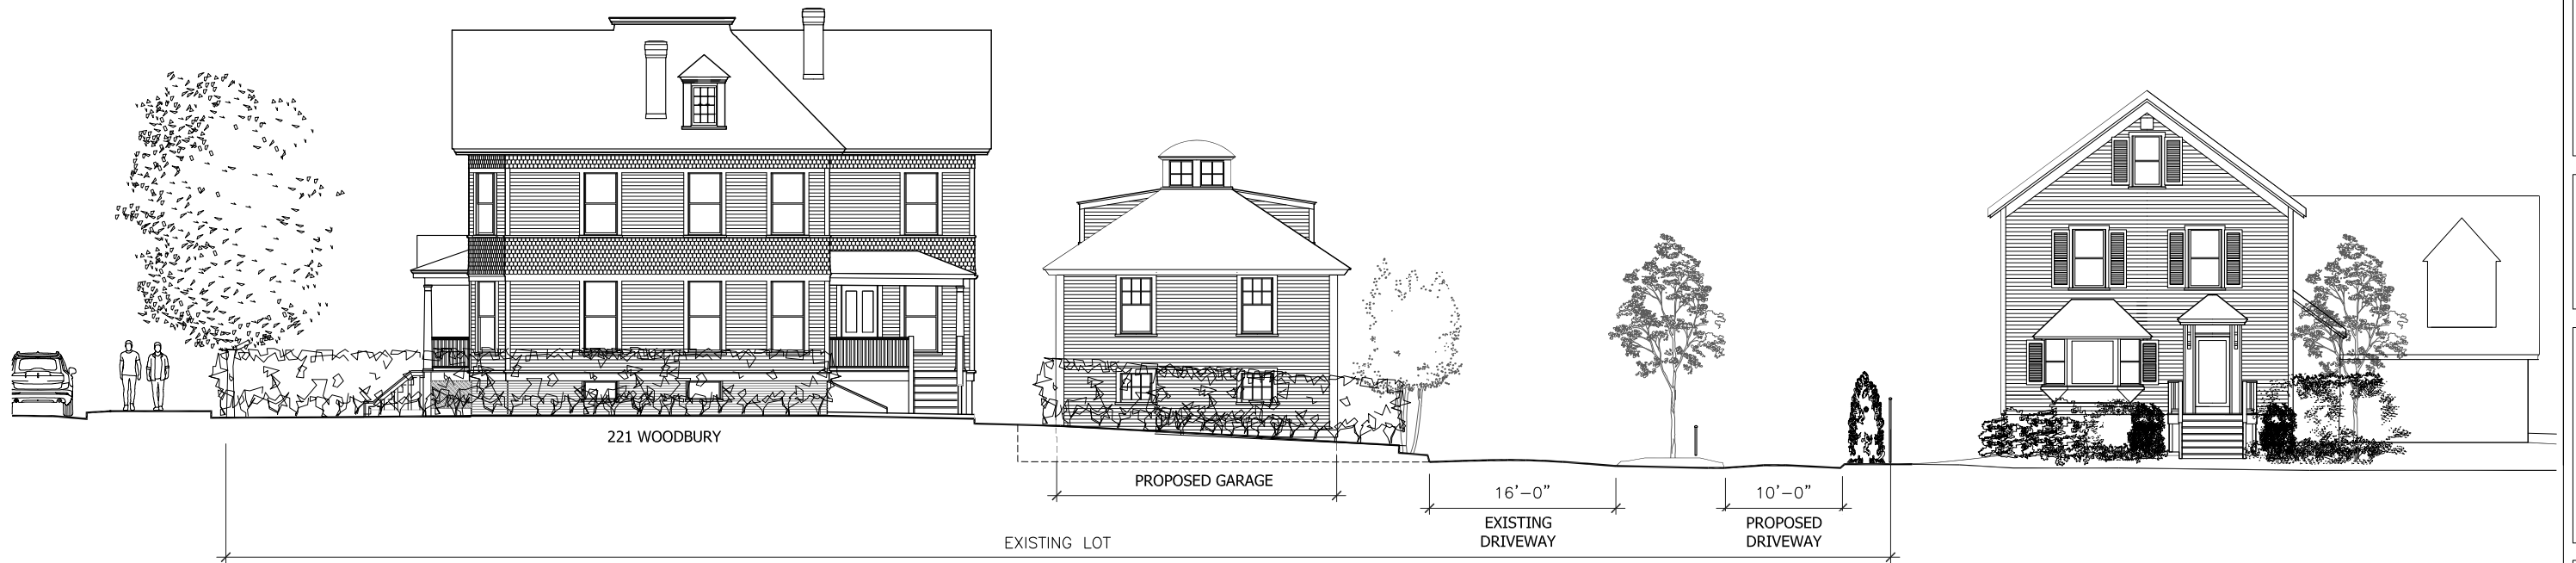 221 WOODBURY
PROPOSED GARAGE
16'-0"
EXISTING
DRIVEWAY
10'-0"
PROPOSED
DRIVEWAY
EXISTING LOT